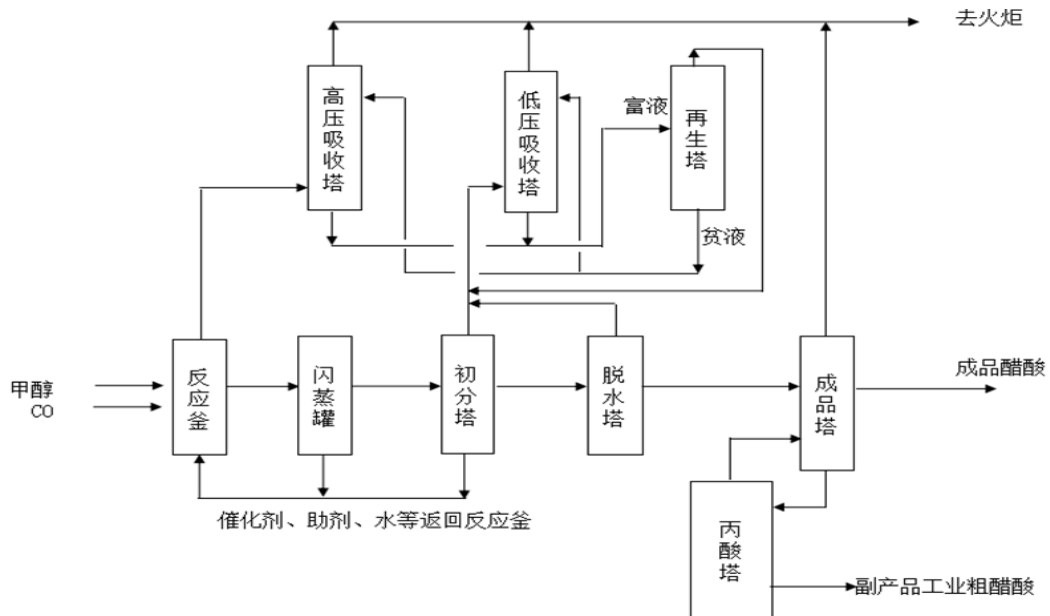 去火炬
高压吸收塔
低压吸收塔
富液
再生塔
贫液
甲醇
CO
反应釜
闪蒸罐
初分塔
脱水塔
成品塔
成品醋酸
催化剂、助剂、水等返回反应釜
丙酸塔
副产品工业粗醋酸